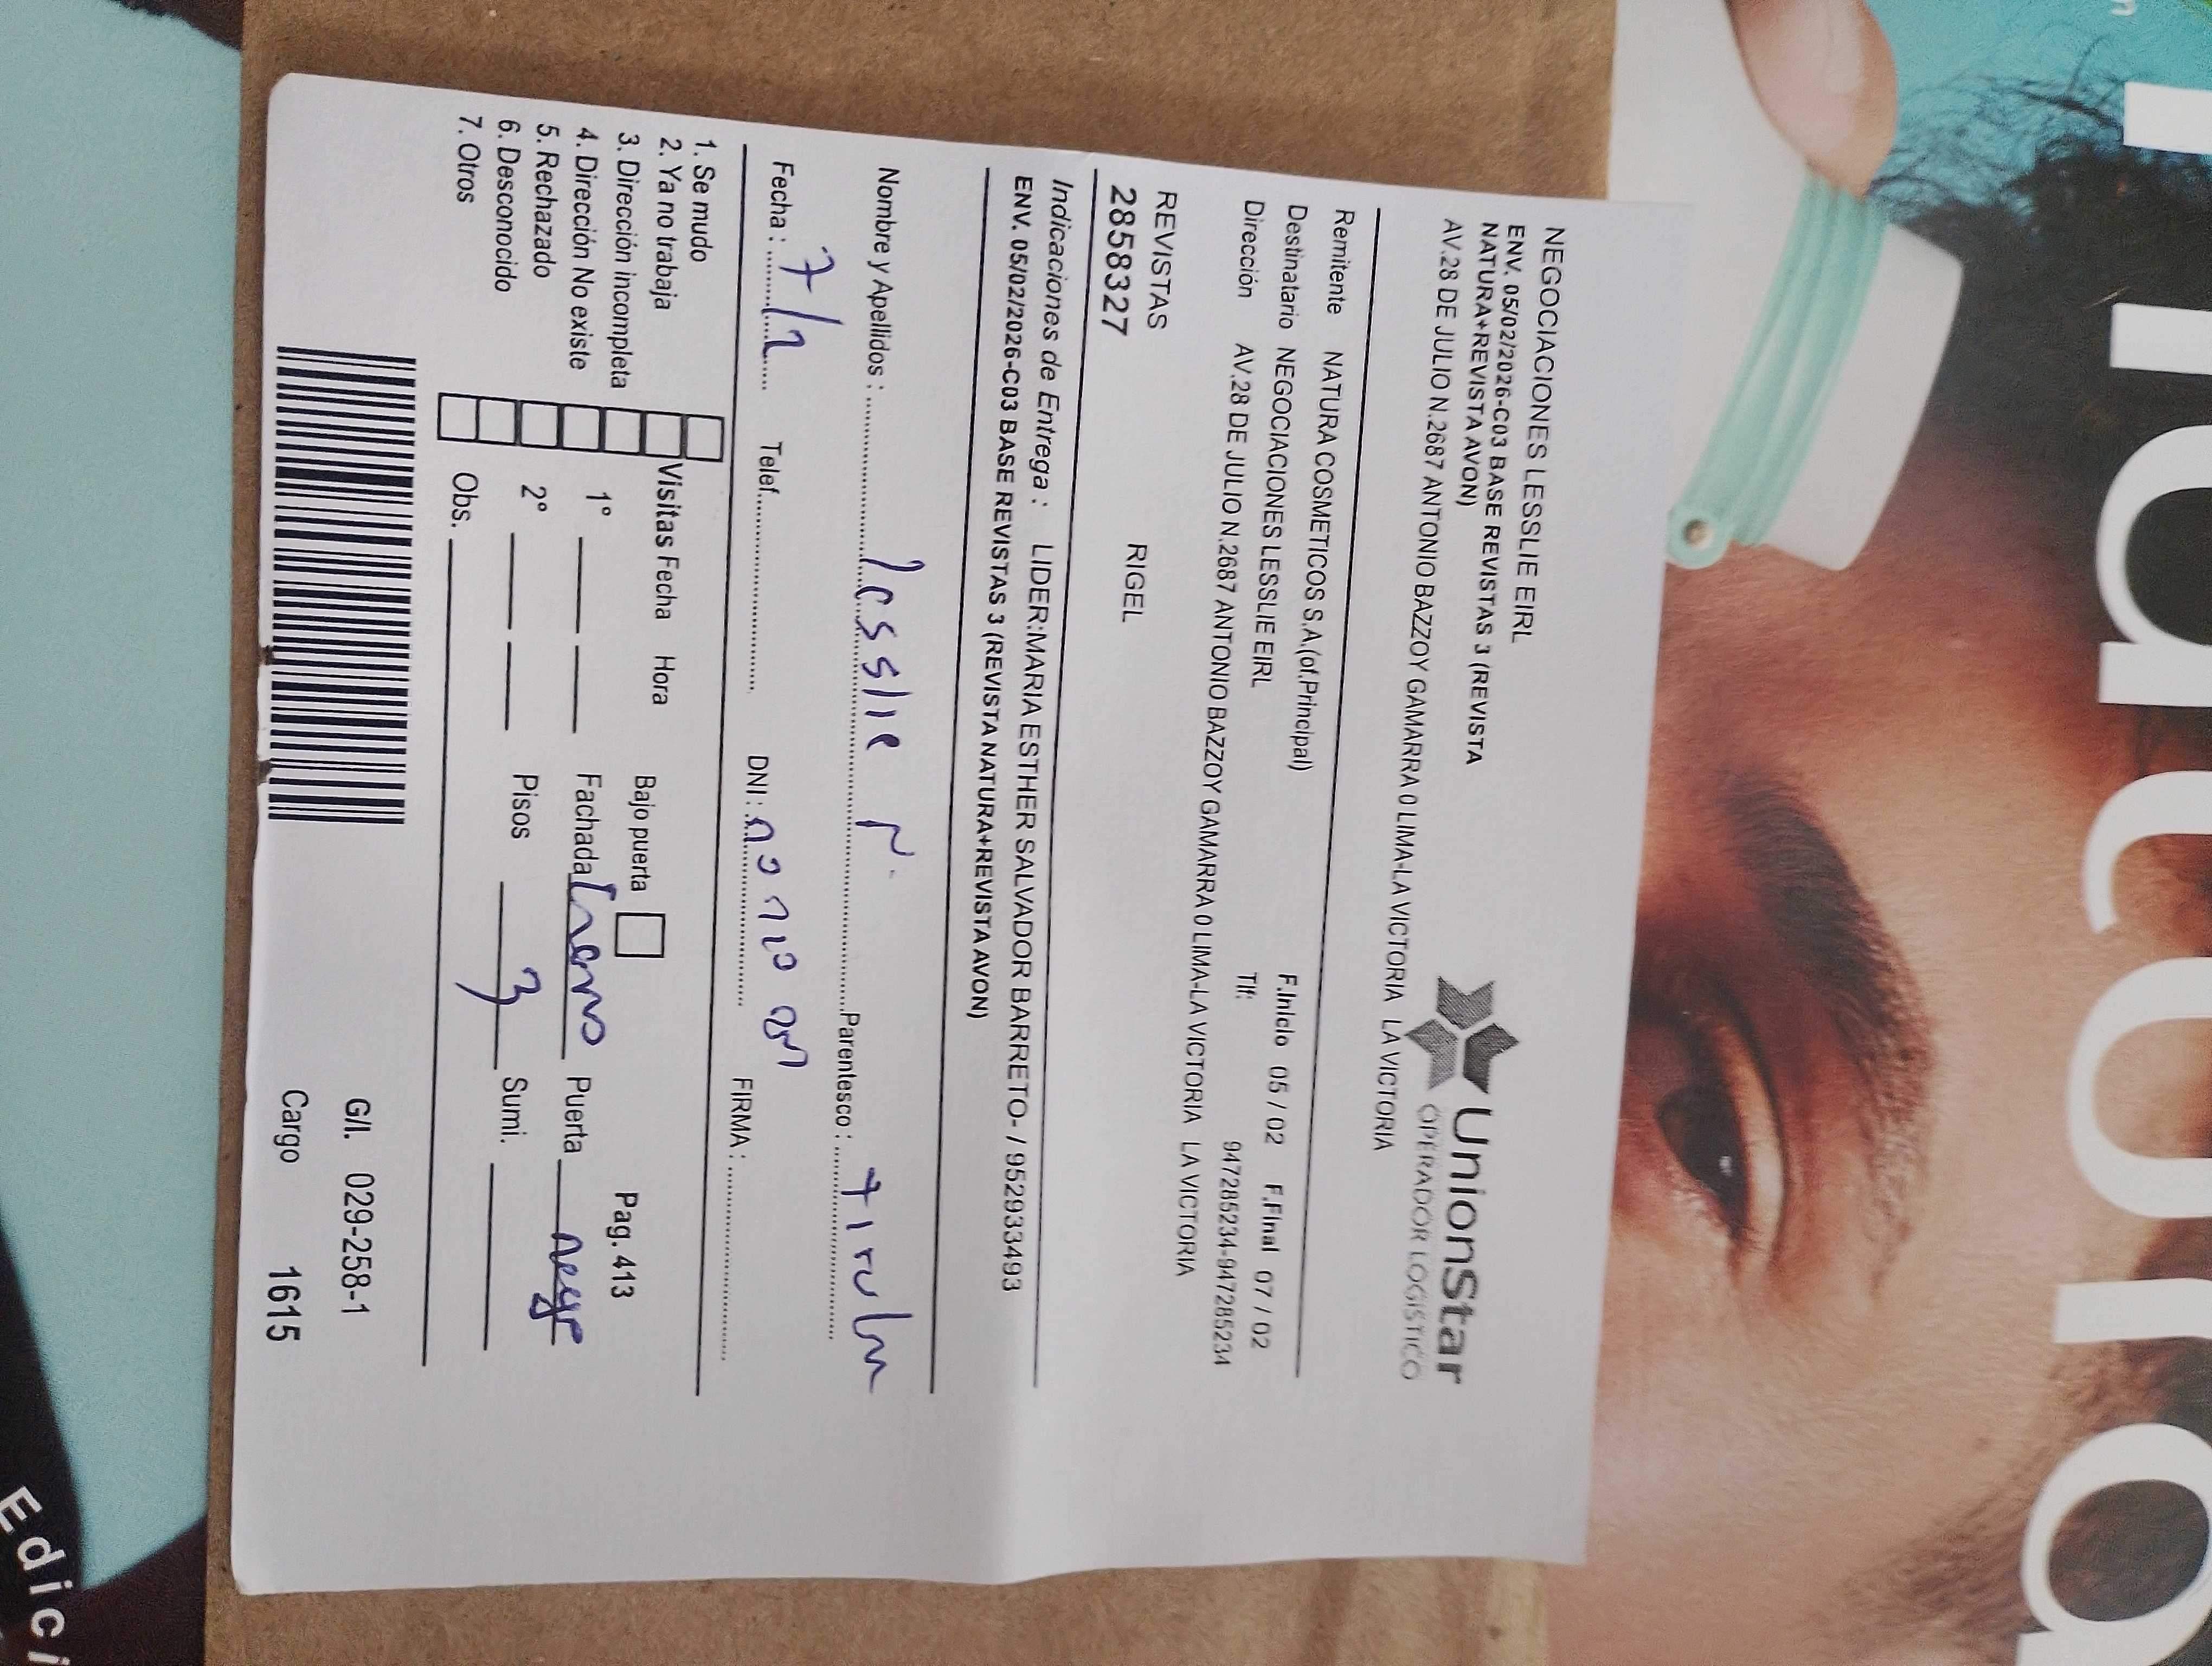 natura
Edici
NEGOCIACIONES LESSLIE EIRL
ENV. 05/02/2026-C03 BASE REVISTAS 3 (REVISTA
NATURA+REVISTA AVON)
AV.28 DE JULIO N.2687 ANTONIO BAZZOY GAMARRA 0 LIMA-LA VICTORIA LA VICTORIA
UnionStar
OPERADOR LOGISTICO
Remitente NATURA COSMETICOS S.A.(of.Principal)
Destinatario NEGOCIACIONES LESSLIE EIRL F.Inicio 05 / 02 F.Final 07 / 02
Dirección AV.28 DE JULIO N.2687 ANTONIO BAZZOY GAMARRA 0 LIMA-LA VICTORIA LA VICTORIA
Tlf: 947285234-947285234
REVISTAS
2858327 RIGEL
Indicaciones de Entrega : LIDER:MARIA ESTHER SALVADOR BARRETO- / 952933493
ENV. 05/02/2026-C03 BASE REVISTAS 3 (REVISTA NATURA+REVISTA AVON)
Nombre y Apellidos : lesslie Parentesco :
Fecha : 7/2 Telef. DNI : FIRMA :
1. Se mudo
2. Ya no trabaja Visitas Fecha Hora Bajo puerta Pag. 413
3. Dirección incompleta
4. Dirección No existe 1° Fachada Puerta
5. Rechazado
6. Desconocido 2° Pisos 3 Sumi.
7. Otros Obs.
G/I. 029-258-1
Cargo 1615